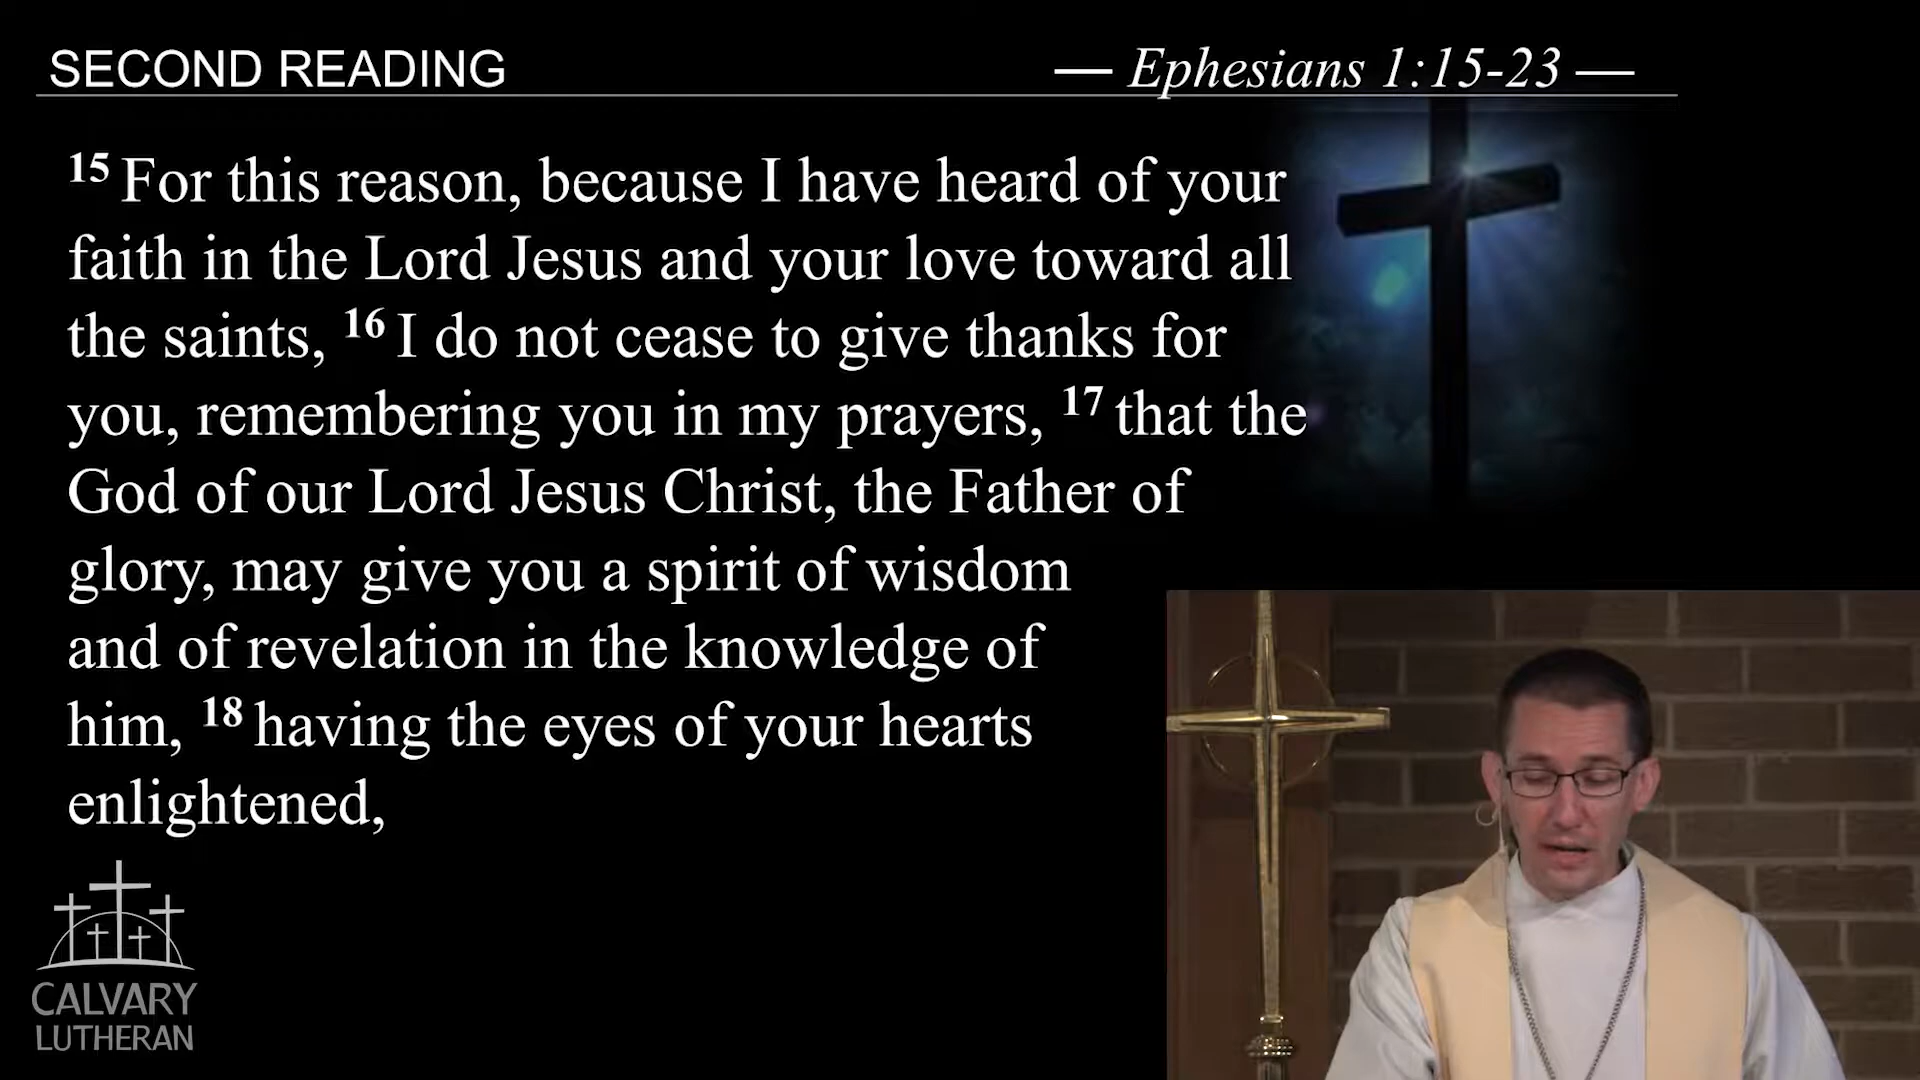 SECOND READING
— Ephesians 1:15-23 —
15 For this reason, because I have heard of your
faith in the Lord Jesus and your love toward all
the saints, 16 I do not cease to give thanks for
you, remembering you in my prayers, 17 that the
God of our Lord Jesus Christ, the Father of
glory, may give you a spirit of wisdom
and of revelation in the knowledge of
him, 18 having the eyes of your hearts
enlightened,
CALVARY
LUTHERAN